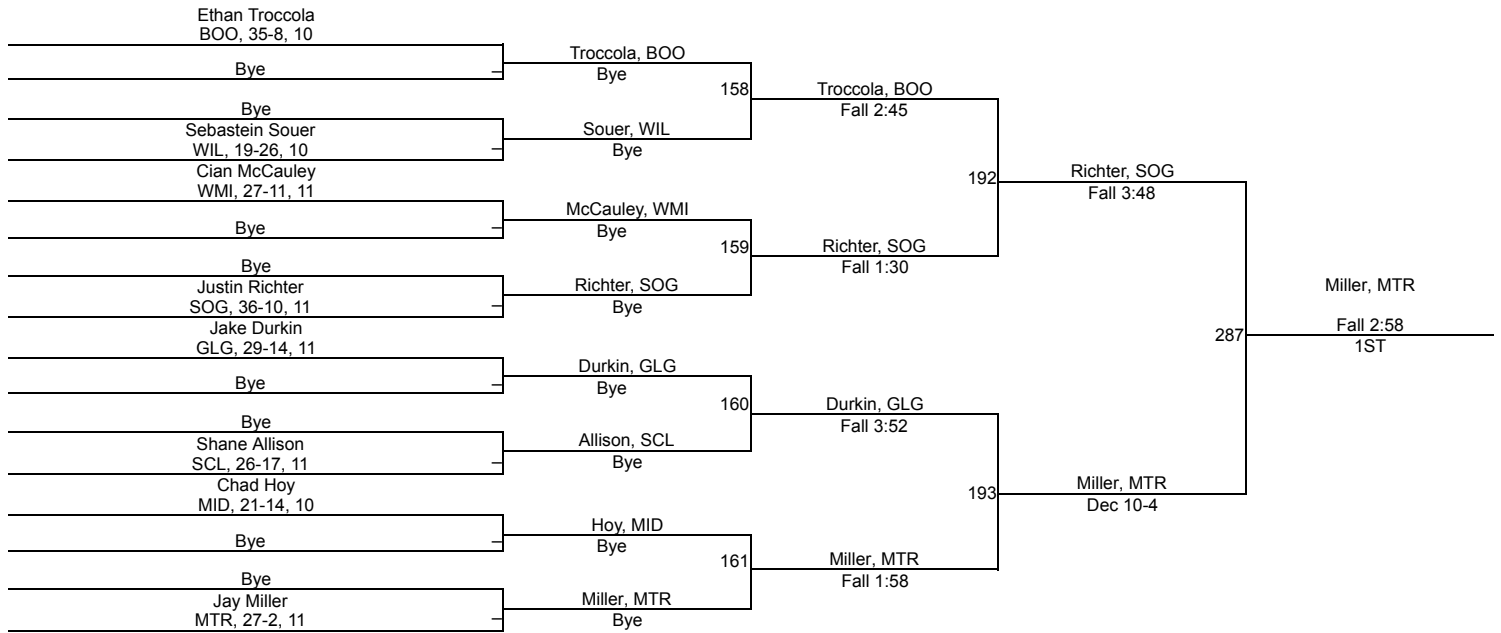 Ethan Troccola
BOO, 35-8, 10
Bye
Bye
Sebastein Souer
WIL, 19-26, 10
Cian McCauley
WMI, 27-11, 11
Bye
Bye
Justin Richter
SOG, 36-10, 11
Jake Durkin
GLG, 29-14, 11
Bye
Bye
Shane Allison
SCL, 26-17, 11
Chad Hoy
MID, 21-14, 10
Bye
Bye
Jay Miller
MTR, 27-2, 11
Troccola, BOO
Bye
158
Souer, WIL
Bye
McCauley, WMI
Bye
159
Richter, SOG
Bye
Durkin, GLG
Bye
160
Allison, SCL
Bye
Hoy, MID
Bye
161
Miller, MTR
Bye
Troccola, BOO
Fall 2:45
192
Richter, SOG
Fall 1:30
Durkin, GLG
Fall 3:52
193
Miller, MTR
Fall 1:58
Richter, SOG
Fall 3:48
287
Miller, MTR
Dec 10-4
Miller, MTR
Fall 2:58
1ST